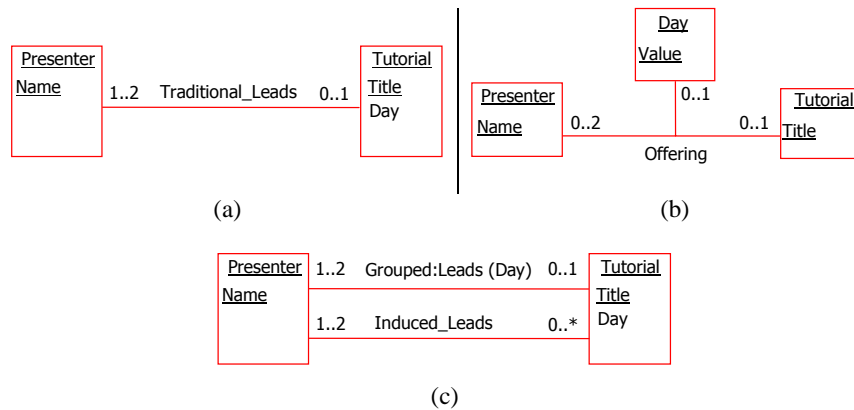 Presenter
Name
1..2 Traditional_Leads 0..1
Tutorial
Title
Day
(a)
Day
Value
0..1
Presenter
Name
0..2
Offering
0..1
Tutorial
Title
(b)
Presenter
Name
1..2 Grouped:Leads (Day) 0..1
1..2 Induced_Leads 0..*
Tutorial
Title
Day
(c)